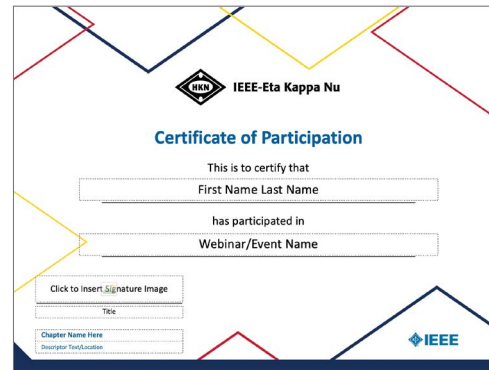 HKN IEEE-Eta Kappa Nu
Certificate of Participation
This is to certify that
First Name Last Name
has participated in
Webinar/Event Name
Click to Insert Signature Image
Title
Chapter Name Here
Descriptor Text/Location
IEEE